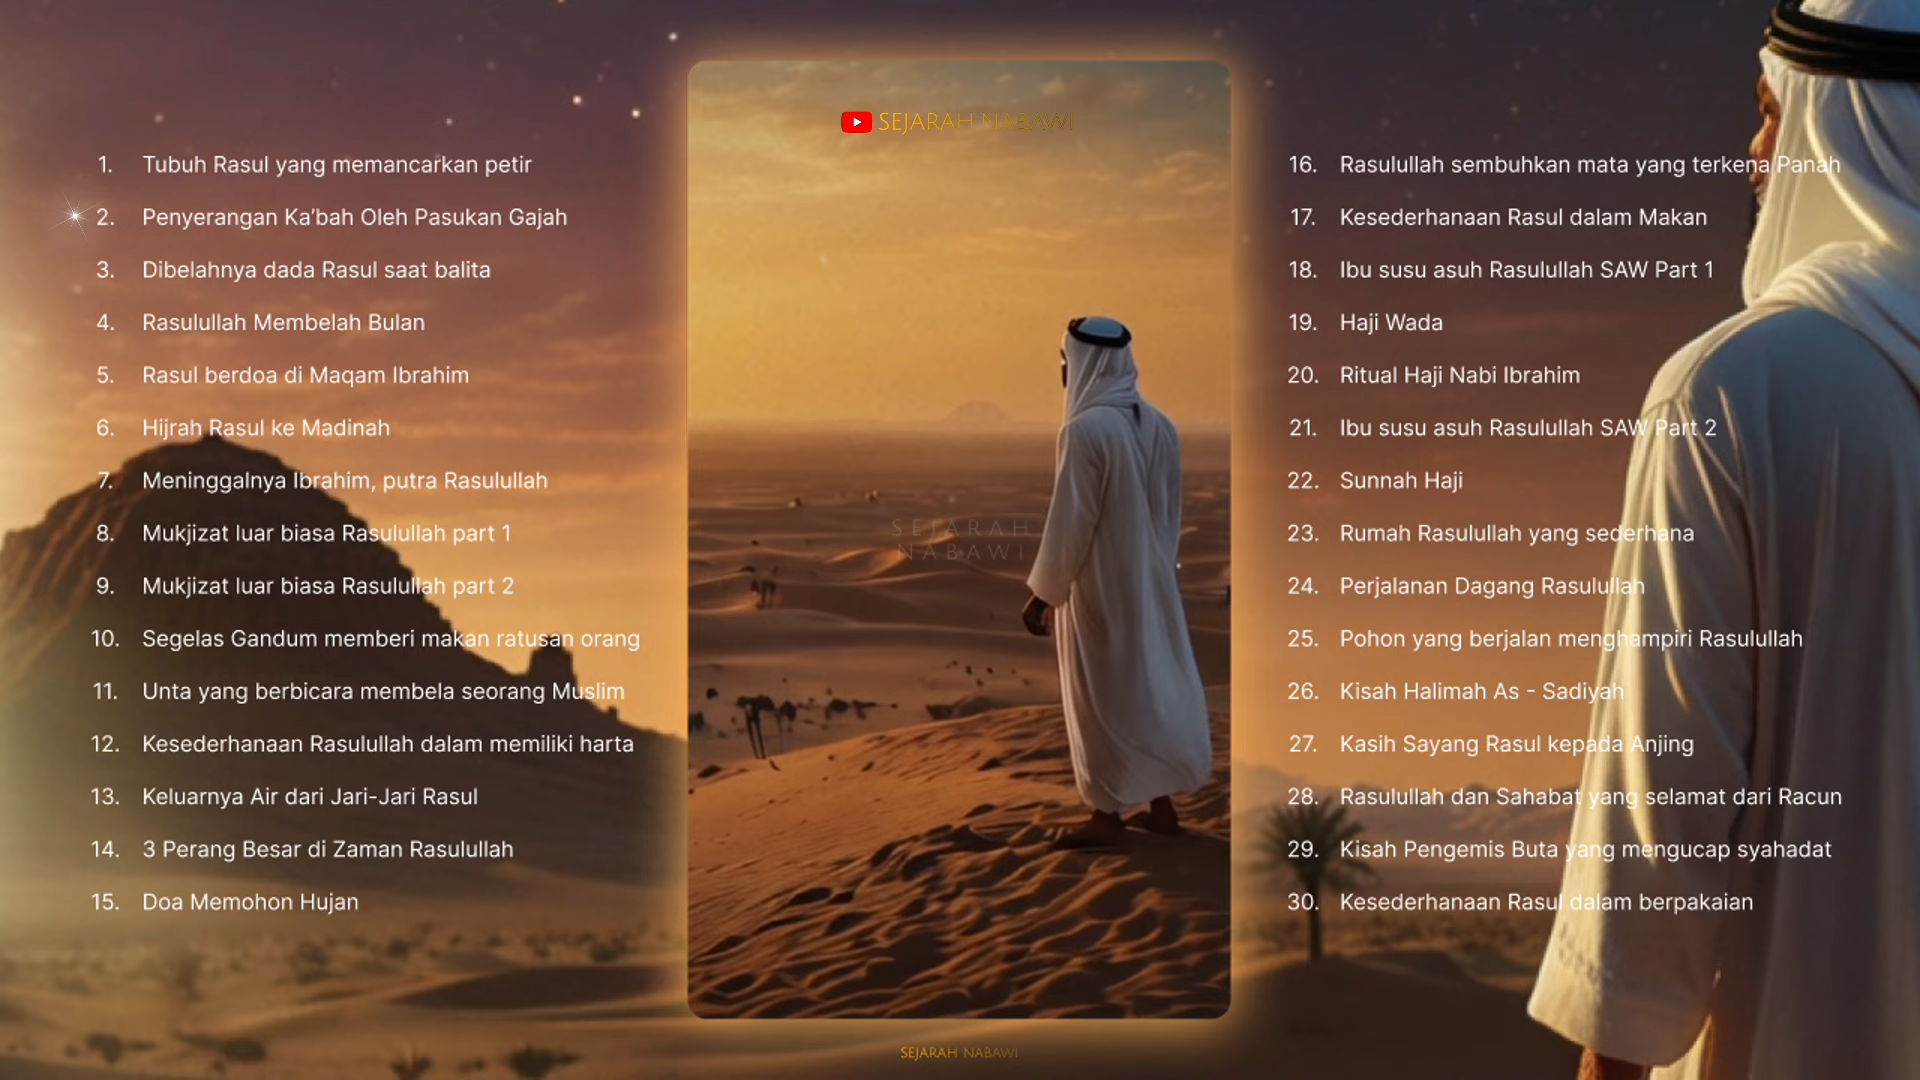 SEJARAH NABAWI
1. Tubuh Rasul yang memancarkan petir
2. Penyerangan Ka’bah Oleh Pasukan Gajah
3. Dibelahnya dada Rasul saat balita
4. Rasulullah Membelah Bulan
5. Rasul berdoa di Maqam Ibrahim
6. Hijrah Rasul ke Madinah
7. Meninggalnya Ibrahim, putra Rasulullah
8. Mukjizat luar biasa Rasulullah part 1
9. Mukjizat luar biasa Rasulullah part 2
10. Segelas Gandum memberi makan ratusan orang
11. Unta yang berbicara membela seorang Muslim
12. Kesederhanaan Rasulullah dalam memiliki harta
13. Keluarnya Air dari Jari-Jari Rasul
14. 3 Perang Besar di Zaman Rasulullah
15. Doa Memohon Hujan
SEJARAH
NABAWI
16. Rasulullah sembuhkan mata yang terkena Panah
17. Kesederhanaan Rasul dalam Makan
18. Ibu susu asuh Rasulullah SAW Part 1
19. Haji Wada
20. Ritual Haji Nabi Ibrahim
21. Ibu susu asuh Rasulullah SAW Part 2
22. Sunnah Haji
23. Rumah Rasulullah yang sederhana
24. Perjalanan Dagang Rasulullah
25. Pohon yang berjalan menghampiri Rasulullah
26. Kisah Halimah As - Sadiyah
27. Kasih Sayang Rasul kepada Anjing
28. Rasulullah dan Sahabat yang selamat dari Racun
29. Kisah Pengemis Buta yang mengucap syahadat
30. Kesederhanaan Rasul dalam berpakaian
SEJARAH NABAWI